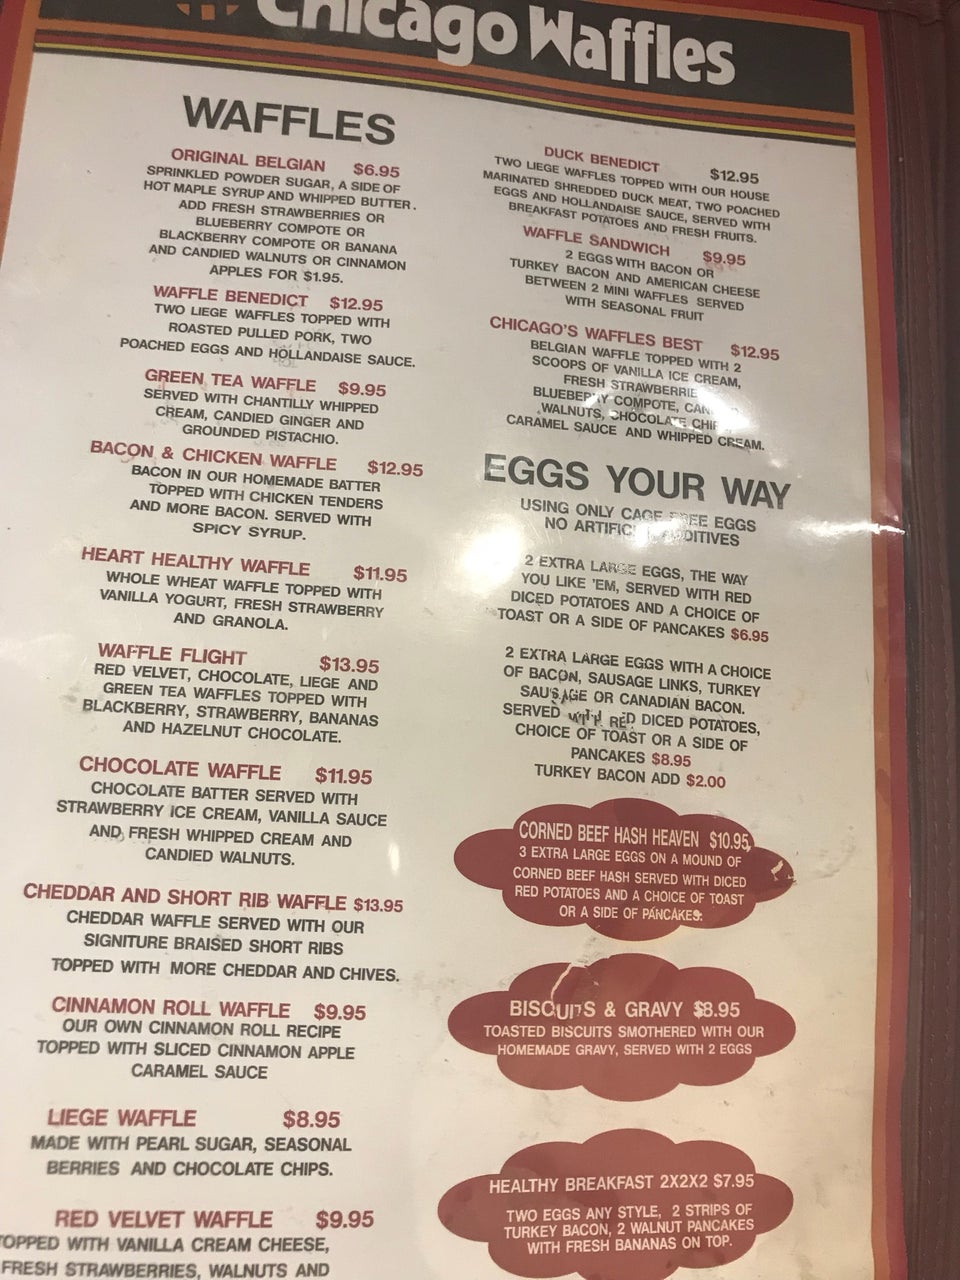 Chicago Waffles
WAFFLES
ORIGINAL BELGIAN $6.95
SPRINKLED POWDER SUGAR, A SIDE OF
HOT MAPLE SYRUP AND WHIPPED BUTTER.
ADD FRESH STRAWBERRIES OR
BLUEBERRY COMPOTE OR
BLACKBERRY COMPOTE OR BANANA
AND CANDIED WALNUTS OR CINNAMON
APPLES FOR $1.95.
WAFFLE BENEDICT $12.95
TWO LIEGE WAFFLES TOPPED WITH
ROASTED PULLED PORK, TWO
POACHED EGGS AND HOLLANDAISE SAUCE.
GREEN TEA WAFFLE $9.95
SERVED WITH CHANTILLY WHIPPED
CREAM, CANDIED GINGER AND
GROUNDED PISTACHIO.
BACON & CHICKEN WAFFLE $12.95
BACON IN OUR HOMEMADE BATTER
TOPPED WITH CHICKEN TENDERS
AND MORE BACON. SERVED WITH
SPICY SYRUP.
HEART HEALTHY WAFFLE $11.95
WHOLE WHEAT WAFFLE TOPPED WITH
VANILLA YOGURT, FRESH STRAWBERRY
AND GRANOLA.
WAFFLE FLIGHT $13.95
RED VELVET, CHOCOLATE, LIEGE AND
GREEN TEA WAFFLES TOPPED WITH
BLACKBERRY, STRAWBERRY, BANANAS
AND HAZELNUT CHOCOLATE.
CHOCOLATE WAFFLE $11.95
CHOCOLATE BATTER SERVED WITH
STRAWBERRY ICE CREAM, VANILLA SAUCE
AND FRESH WHIPPED CREAM AND
CANDIED WALNUTS.
CHEDDAR AND SHORT RIB WAFFLE $13.95
CHEDDAR WAFFLE SERVED WITH OUR
SIGNITURE BRAISED SHORT RIBS
TOPPED WITH MORE CHEDDAR AND CHIVES.
CINNAMON ROLL WAFFLE $9.95
OUR OWN CINNAMON ROLL RECIPE
TOPPED WITH SLICED CINNAMON APPLE
CARAMEL SAUCE
LIEGE WAFFLE $8.95
MADE WITH PEARL SUGAR, SEASONAL
BERRIES AND CHOCOLATE CHIPS.
RED VELVET WAFFLE $9.95
TOPPED WITH VANILLA CREAM CHEESE,
FRESH STRAWBERRIES, WALNUTS AND
DUCK BENEDICT $12.95
TWO LIEGE WAFFLES TOPPED WITH OUR HOUSE
MARINATED SHREDDED DUCK MEAT, TWO POACHED
EGGS AND HOLLANDAISE SAUCE, SERVED WITH
BREAKFAST POTATOES AND FRESH FRUITS.
WAFFLE SANDWICH $9.95
2 EGGS WITH BACON OR
TURKEY BACON AND AMERICAN CHEESE
BETWEEN 2 MINI WAFFLES SERVED
WITH SEASONAL FRUIT
CHICAGO'S WAFFLES BEST $12.95
BELGIAN WAFFLE TOPPED WITH 2
SCOOPS OF VANILLA ICE CREAM,
FRESH
BLUEBERRY COMPOTE,
WALNUTS, CHOCOLATE
CARAMEL SAUCE AND WHIPPED CREAM.
EGGS YOUR WAY
USING ONLY CAGE FREE EGGS
NO ARTIFICIAL ADDITIVES
2 EXTRA LARGE EGGS, THE WAY
YOU LIKE 'EM, SERVED WITH RED
DICED POTATOES AND A CHOICE OF
TOAST OR A SIDE OF PANCAKES $6.95
2 EXTRA LARGE EGGS WITH A CHOICE
OF BACON, SAUSAGE LINKS, TURKEY
SAUSAGE OR CANADIAN BACON.
SERVED WITH RED DICED POTATOES,
CHOICE OF TOAST OR A SIDE OF
PANCAKES $8.95
TURKEY BACON ADD $2.00
CORNED BEEF HASH HEAVEN $10.95
3 EXTRA LARGE EGGS ON A MOUND OF
CORNED BEEF HASH SERVED WITH DICED
RED POTATOES AND A CHOICE OF TOAST
OR A SIDE OF PANCAKES.
BISCUITS & GRAVY $8.95
TOASTED BISCUITS SMOTHERED WITH OUR
HOMEMADE GRAVY, SERVED WITH 2 EGGS
HEALTHY BREAKFAST 2X2X2 $7.95
TWO EGGS ANY STYLE, 2 STRIPS OF
TURKEY BACON, 2 WALNUT PANCAKES
WITH FRESH BANANAS ON TOP.